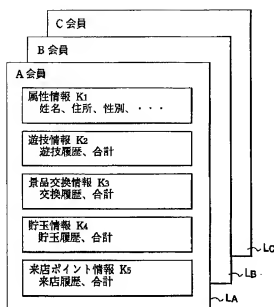 C 会員
B 会員
A 会員
属性情報 K1
姓名、住所、性別、・・・
遊技情報 K2
遊技履歴、合計
景品交換情報 K3
交換履歴、合計
貯玉情報 K4
貯玉履歴、合計
来店ポイント情報 K5
来店履歴、合計
LC
LB
LA